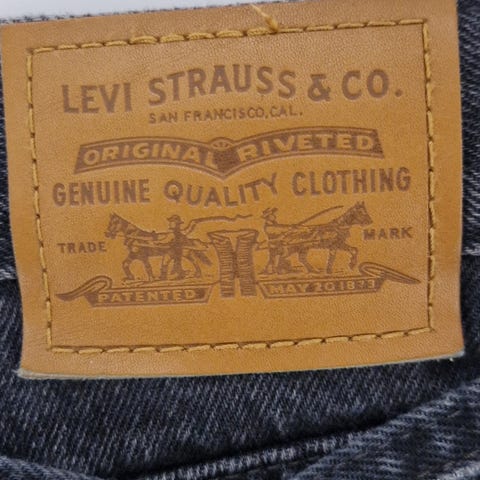 LEVI STRAUSS & CO.
SAN FRANCISCO, CAL.
ORIGINAL RIVETED
GENUINE QUALITY CLOTHING
TRADE MARK
PATENTED MAY 20 1873